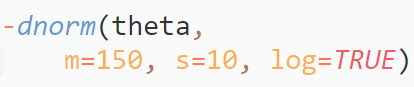 -dnorm(theta,
m=150, s=10, log=TRUE)